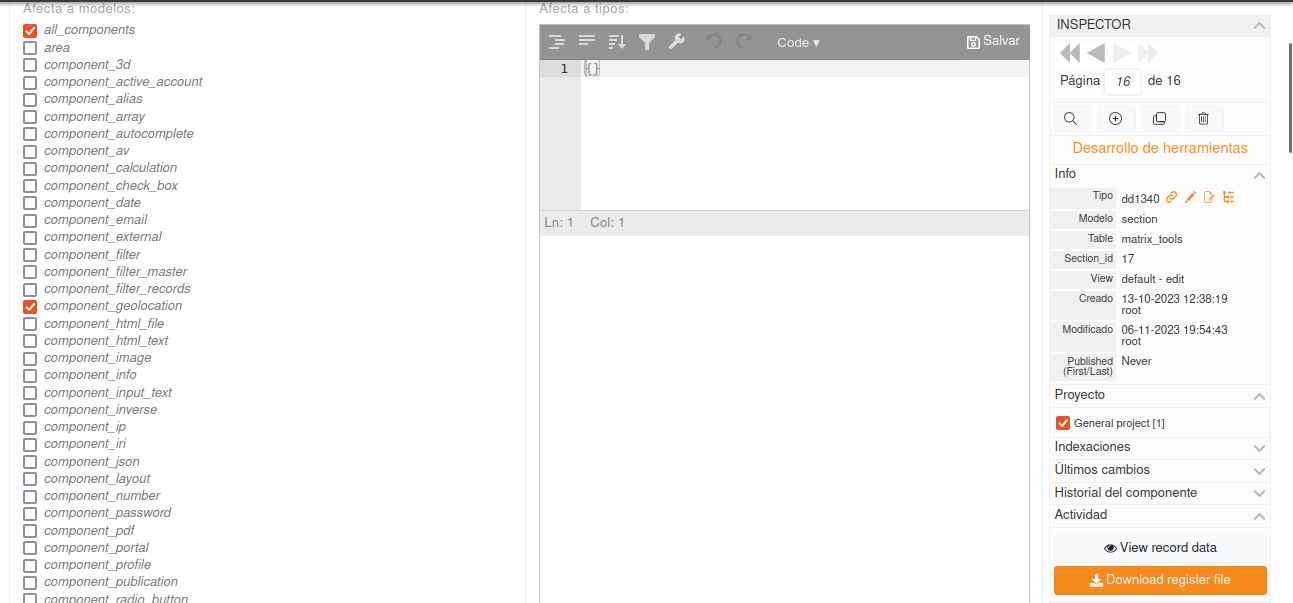 Afecta a modelos:
all_components
area
component_3d
component_active_account
component_alias
component_array
component_autocomplete
component_av
component_calculation
component_check_box
component_date
component_email
component_external
component_filter
component_filter_master
component_filter_records
component_geolocation
component_html_file
component_html_text
component_image
component_info
component_input_text
component_inverse
component_ip
component_iri
component_json
component_layout
component_number
component_password
component_pdf
component_portal
component_profile
component_publication
component_radio_button
Afecta a tipos:
Code ▾
Salvar
1 {}
Ln: 1 Col: 1
INSPECTOR
Página 16 de 16
Desarrollo de herramientas
Info
Tipo dd1340
Modelo section
Table matrix_tools
Section_id 17
View default - edit
Creado 13-10-2023 12:38:19
root
Modificado 06-11-2023 19:54:43
root
Published Never
(First/Last)
Proyecto
General project [1]
Indexaciones
Últimos cambios
Historial del componente
Actividad
View record data
Download register file